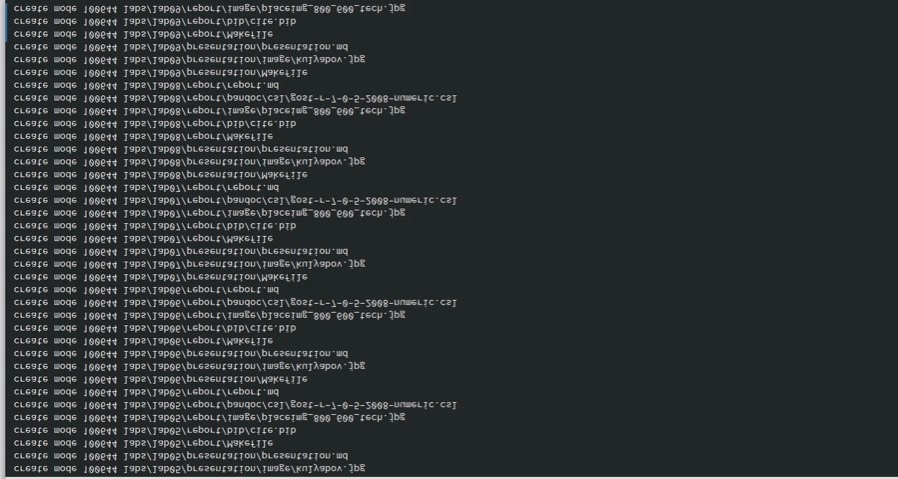 create mode 100644 labs/lab05/presentation/image/kulyabov.jpg
create mode 100644 labs/lab05/presentation/presentation.md
create mode 100644 labs/lab05/report/Makefile
create mode 100644 labs/lab05/report/bib/cite.bib
create mode 100644 labs/lab05/report/image/placeimg_800_600_tech.jpg
create mode 100644 labs/lab05/report/pandoc/csl/gost-r-7-0-5-2008-numeric.csl
create mode 100644 labs/lab05/report/report.md
create mode 100644 labs/lab06/presentation/Makefile
create mode 100644 labs/lab06/presentation/image/kulyabov.jpg
create mode 100644 labs/lab06/presentation/presentation.md
create mode 100644 labs/lab06/report/Makefile
create mode 100644 labs/lab06/report/bib/cite.bib
create mode 100644 labs/lab06/report/image/placeimg_800_600_tech.jpg
create mode 100644 labs/lab06/report/pandoc/csl/gost-r-7-0-5-2008-numeric.csl
create mode 100644 labs/lab06/report/report.md
create mode 100644 labs/lab07/presentation/Makefile
create mode 100644 labs/lab07/presentation/image/kulyabov.jpg
create mode 100644 labs/lab07/presentation/presentation.md
create mode 100644 labs/lab07/report/Makefile
create mode 100644 labs/lab07/report/bib/cite.bib
create mode 100644 labs/lab07/report/image/placeimg_800_600_tech.jpg
create mode 100644 labs/lab07/report/pandoc/csl/gost-r-7-0-5-2008-numeric.csl
create mode 100644 labs/lab07/report/report.md
create mode 100644 labs/lab08/presentation/Makefile
create mode 100644 labs/lab08/presentation/image/kulyabov.jpg
create mode 100644 labs/lab08/presentation/presentation.md
create mode 100644 labs/lab08/report/Makefile
create mode 100644 labs/lab08/report/bib/cite.bib
create mode 100644 labs/lab08/report/image/placeimg_800_600_tech.jpg
create mode 100644 labs/lab08/report/pandoc/csl/gost-r-7-0-5-2008-numeric.csl
create mode 100644 labs/lab08/report/report.md
create mode 100644 labs/lab09/presentation/Makefile
create mode 100644 labs/lab09/presentation/image/kulyabov.jpg
create mode 100644 labs/lab09/presentation/presentation.md
create mode 100644 labs/lab09/report/Makefile
create mode 100644 labs/lab09/report/bib/cite.bib
create mode 100644 labs/lab09/report/image/placeimg_800_600_tech.jpg